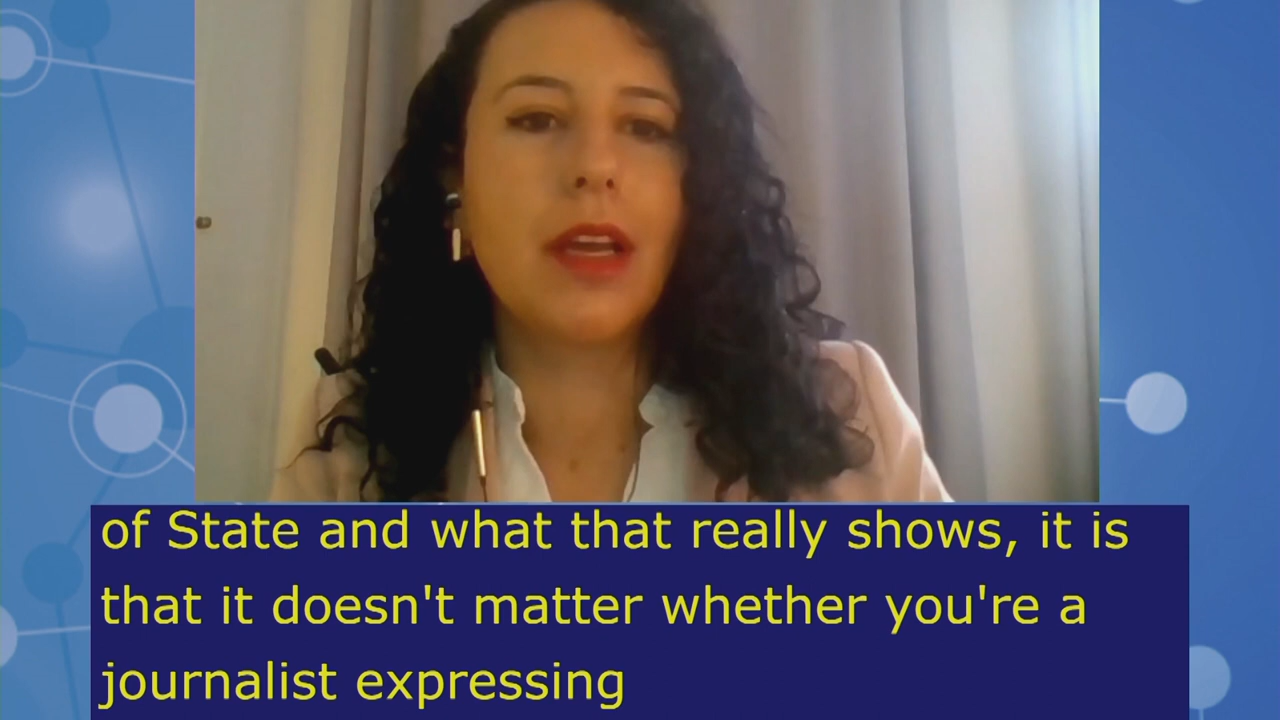 of State and what that really shows, it is
that it doesn't matter whether you're a
journalist expressing